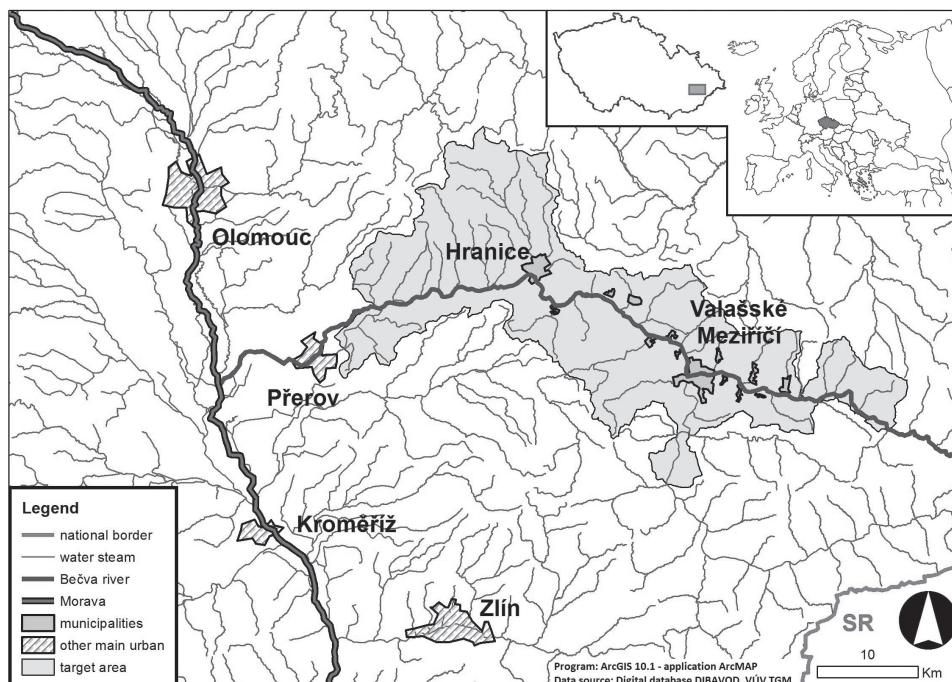 Olomouc
Hranice
Valašské
Meziříčí
Přerov
Kroměříž
Zlín
SR
Legend
national border
water steam
Bečva river
Morava
municipalities
other main urban
target area
10
Km
Program: ArcGIS 10.1 - application ArcMAP
Data source: Digital database DIBAVOD, VÚV TGM